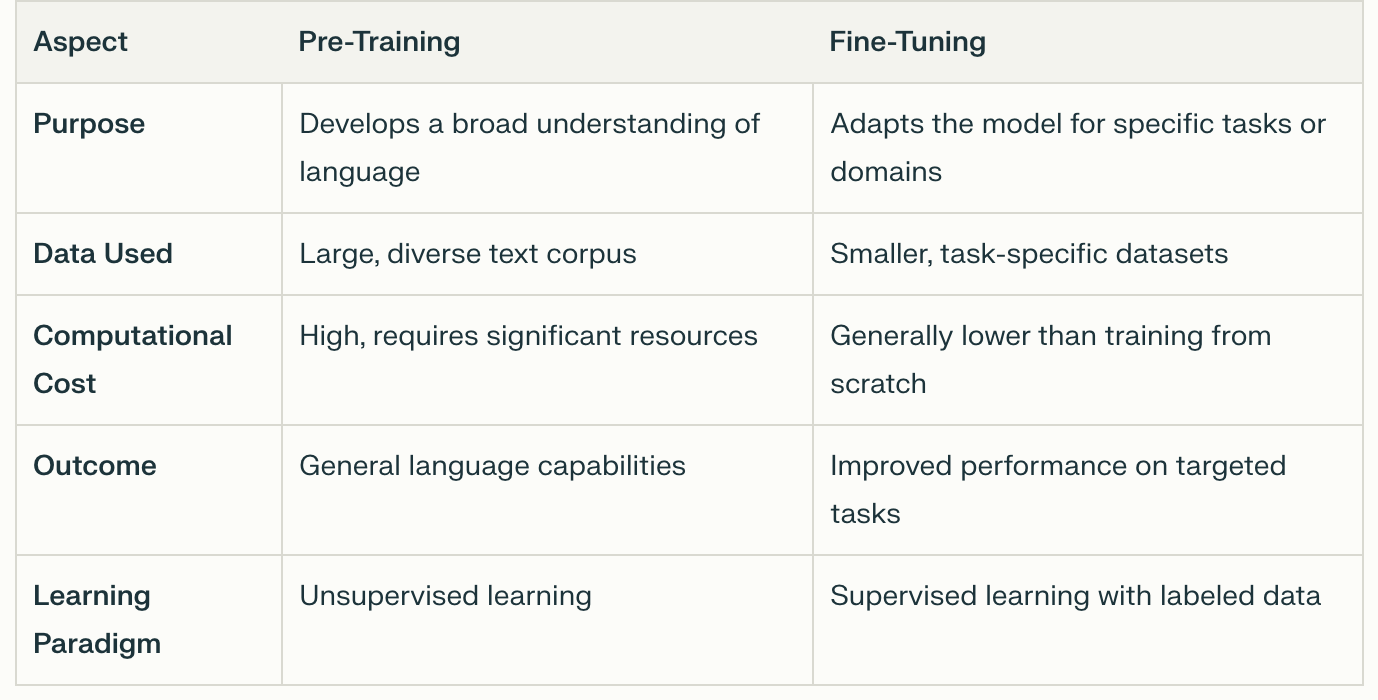 Aspect Pre-Training Fine-Tuning
Purpose Develops a broad understanding of Adapts the model for specific tasks or
language domains
Data Used Large, diverse text corpus Smaller, task-specific datasets
Computational High, requires significant resources Generally lower than training from
Cost scratch
Outcome General language capabilities Improved performance on targeted
tasks
Learning Unsupervised learning Supervised learning with labeled data
Paradigm